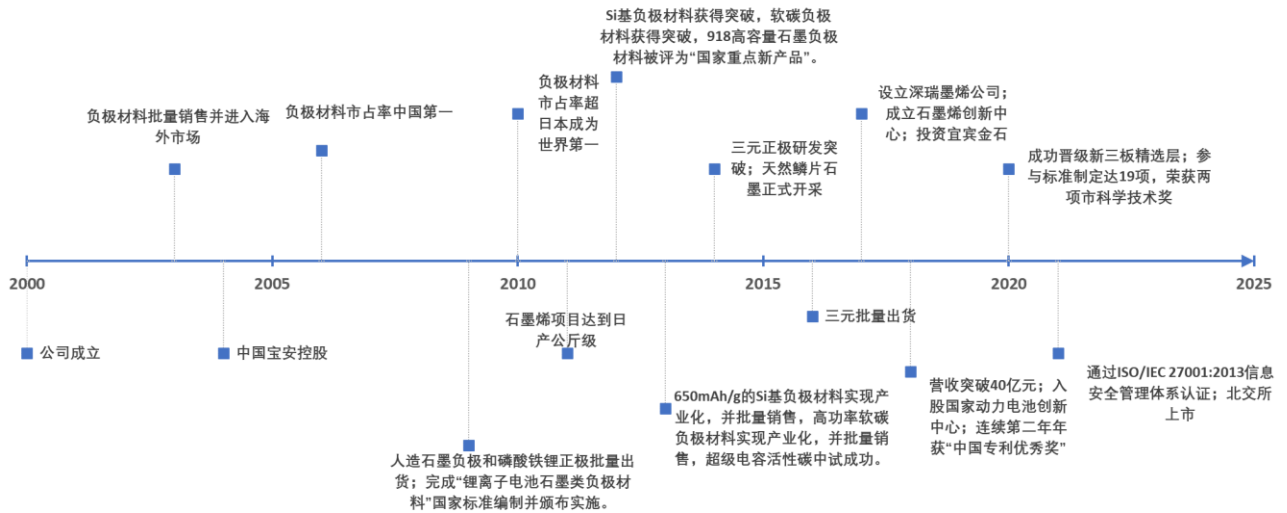 Si基负极材料获得突破，软碳负极
材料获得突破，918高容量石墨负极
材料被评为“国家重点新产品”。
负极材料批量销售并进入海
外市场
负极材料市占率中国第一
负极材料
市占率超
日本成为
世界第一
三元正极研发突
破；天然鳞片石
墨正式开采
设立深瑞墨烯公司；
成立石墨烯创新中
心；投资宜宾金石
成功晋级新三板精选层；参
与标准制定达19项，荣获两
项市科学技术奖
2000
2005
2010
2015
2020
2025
公司成立
中国宝安控股
人造石墨负极和磷酸铁锂正极批量出
货；完成“锂离子电池石墨类负极材
料”国家标准编制并颁布实施。
石墨烯项目达到日
产公斤级
650mAh/g的Si基负极材料实现产
业化，并批量销售，高功率软碳
负极材料实现产业化，并批量销
售，超级电容活性碳中试成功。
三元批量出货
营收突破40亿元；入
股国家动力电池创新
中心；连续第二年年
获“中国专利优秀奖”
通过ISO/IEC 27001:2013信息
安全管理体系认证；北交所
上市